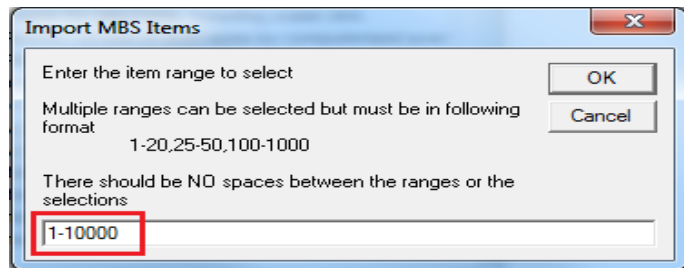 Import MBS Items
Enter the item range to select
OK
Multiple ranges can be selected but must be in following
format
Cancel
1-20,25-50,100-1000
There should be NO spaces between the ranges or the
selections
1-10000